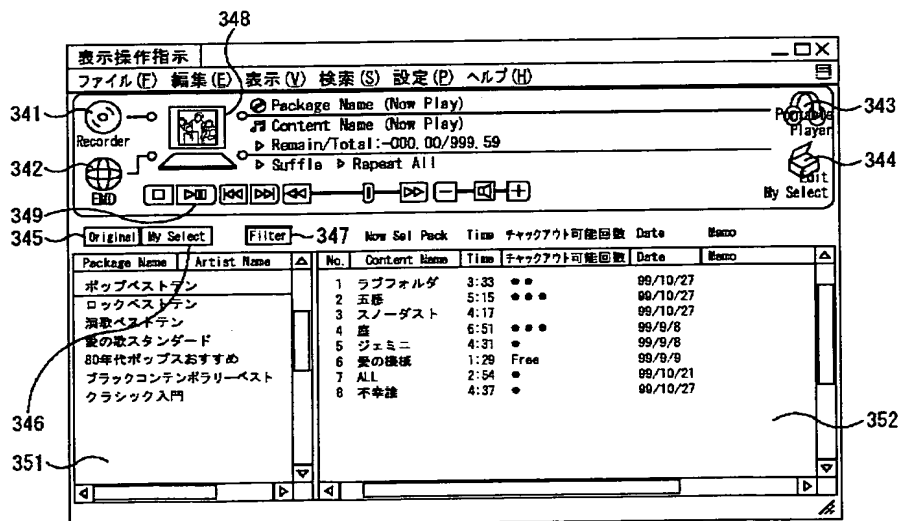 348
表示操作指示
ファイル(F) 編集(E) 表示(V) 検索(S) 設定(P) ヘルプ(H)
341
Recorder
Package Name (Now Play)
Content Name (Now Play)
Remain/Total:-000.00/999.59
Suffle Rapeat All
343
Portable
Player
342
EMD
344
Edit
My Select
349
345
Original My Select Filter 347 Now Sel Pack Time チャックアウト可能回数 Date Memo
Package Name Artist Name
No. Content Name Time チャックアウト可能回数 Date Memo
ポップベストテン
ロックベストテン
演歌ベストテン
愛の歌スタンダード
80年代ポップスおすすめ
ブラックコンテンポラリーベスト
クラシック入門
1 ラブフォルダ 3:33 ●● 99/10/27
2 五感 5:15 ●●● 99/10/27
3 スノーダスト 4:17 99/10/27
4 庭 6:51 ●●● 99/9/8
5 ジェミニ 4:31 ● 99/9/8
6 愛の機械 1:29 Free 99/9/9
7 ALL 2:54 ● 99/10/21
8 4:37 ● 99/10/27
346
351
352